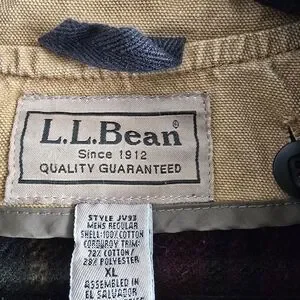 L.L.Bean®
Since 1912
QUALITY GUARANTEED
STYLE JV93
MENS REGULAR
SHELL: 100% COTTON
CORDUROY TRIM:
72% COTTON/
28% POLYESTER
XL
ASSEMBLED IN
EL SALVADOR